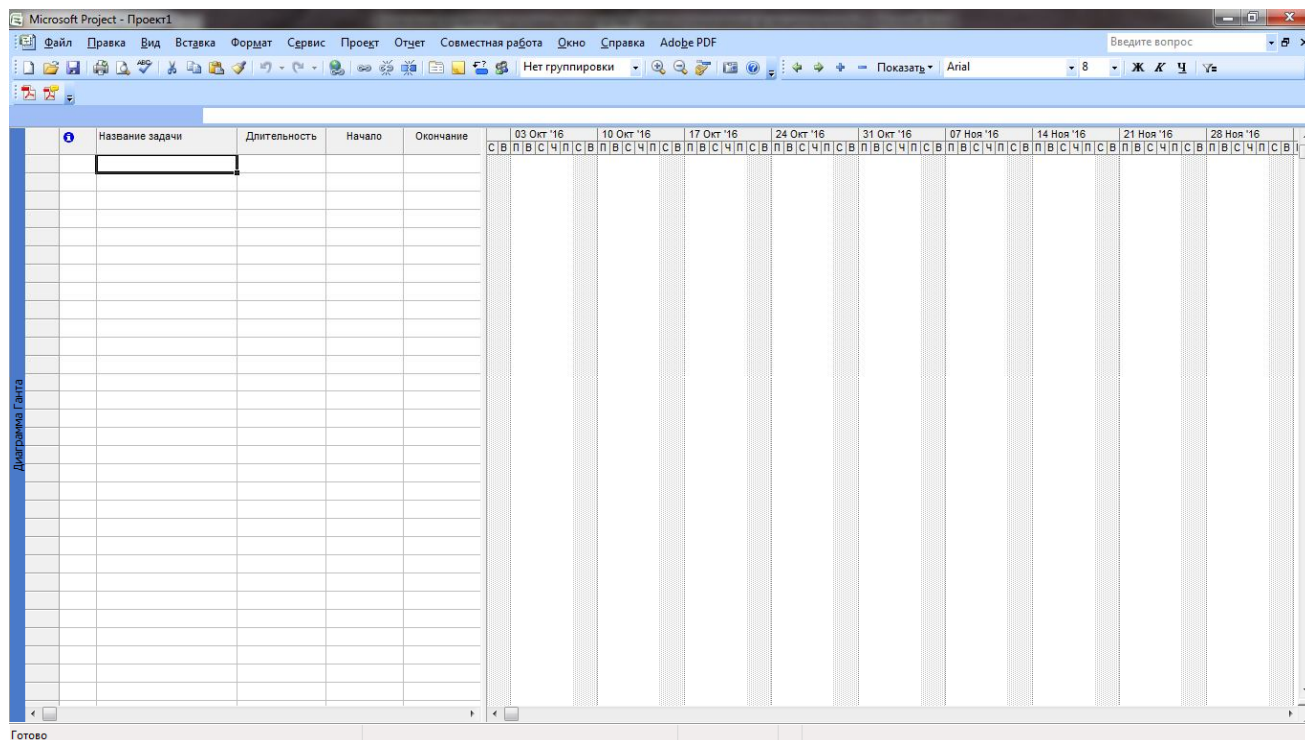 Microsoft Project - Проект1
Файл Правка Вид Вставка Формат Сервис Проект Отчет Совместная работа Окно Справка Adobe PDF Введите вопрос
Нет группировки Показать Arial 8 Ж К Ч
Название задачи Длительность Начало Окончание 03 Окт '16 10 Окт '16 17 Окт '16 24 Окт '16 31 Окт '16 07 Ноя '16 14 Ноя '16 21 Ноя '16 28 Ноя '16
С В П В С Ч П С В П В С Ч П С В П В С Ч П С В П В С Ч П С В П В С Ч П С В П В С Ч П С В П В С Ч П С В П В С Ч П С В П В С Ч П С В
Диаграмма Ганта
Готово